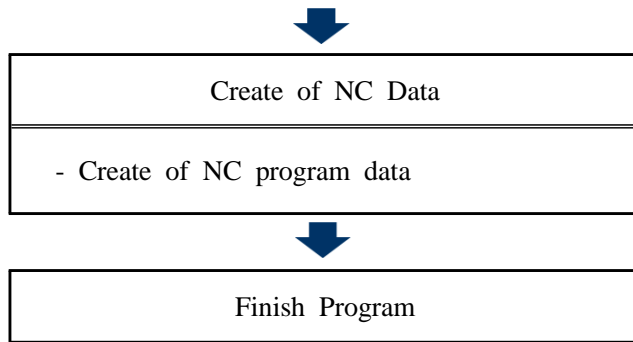 Create of NC Data
- Create of NC program data
Finish Program